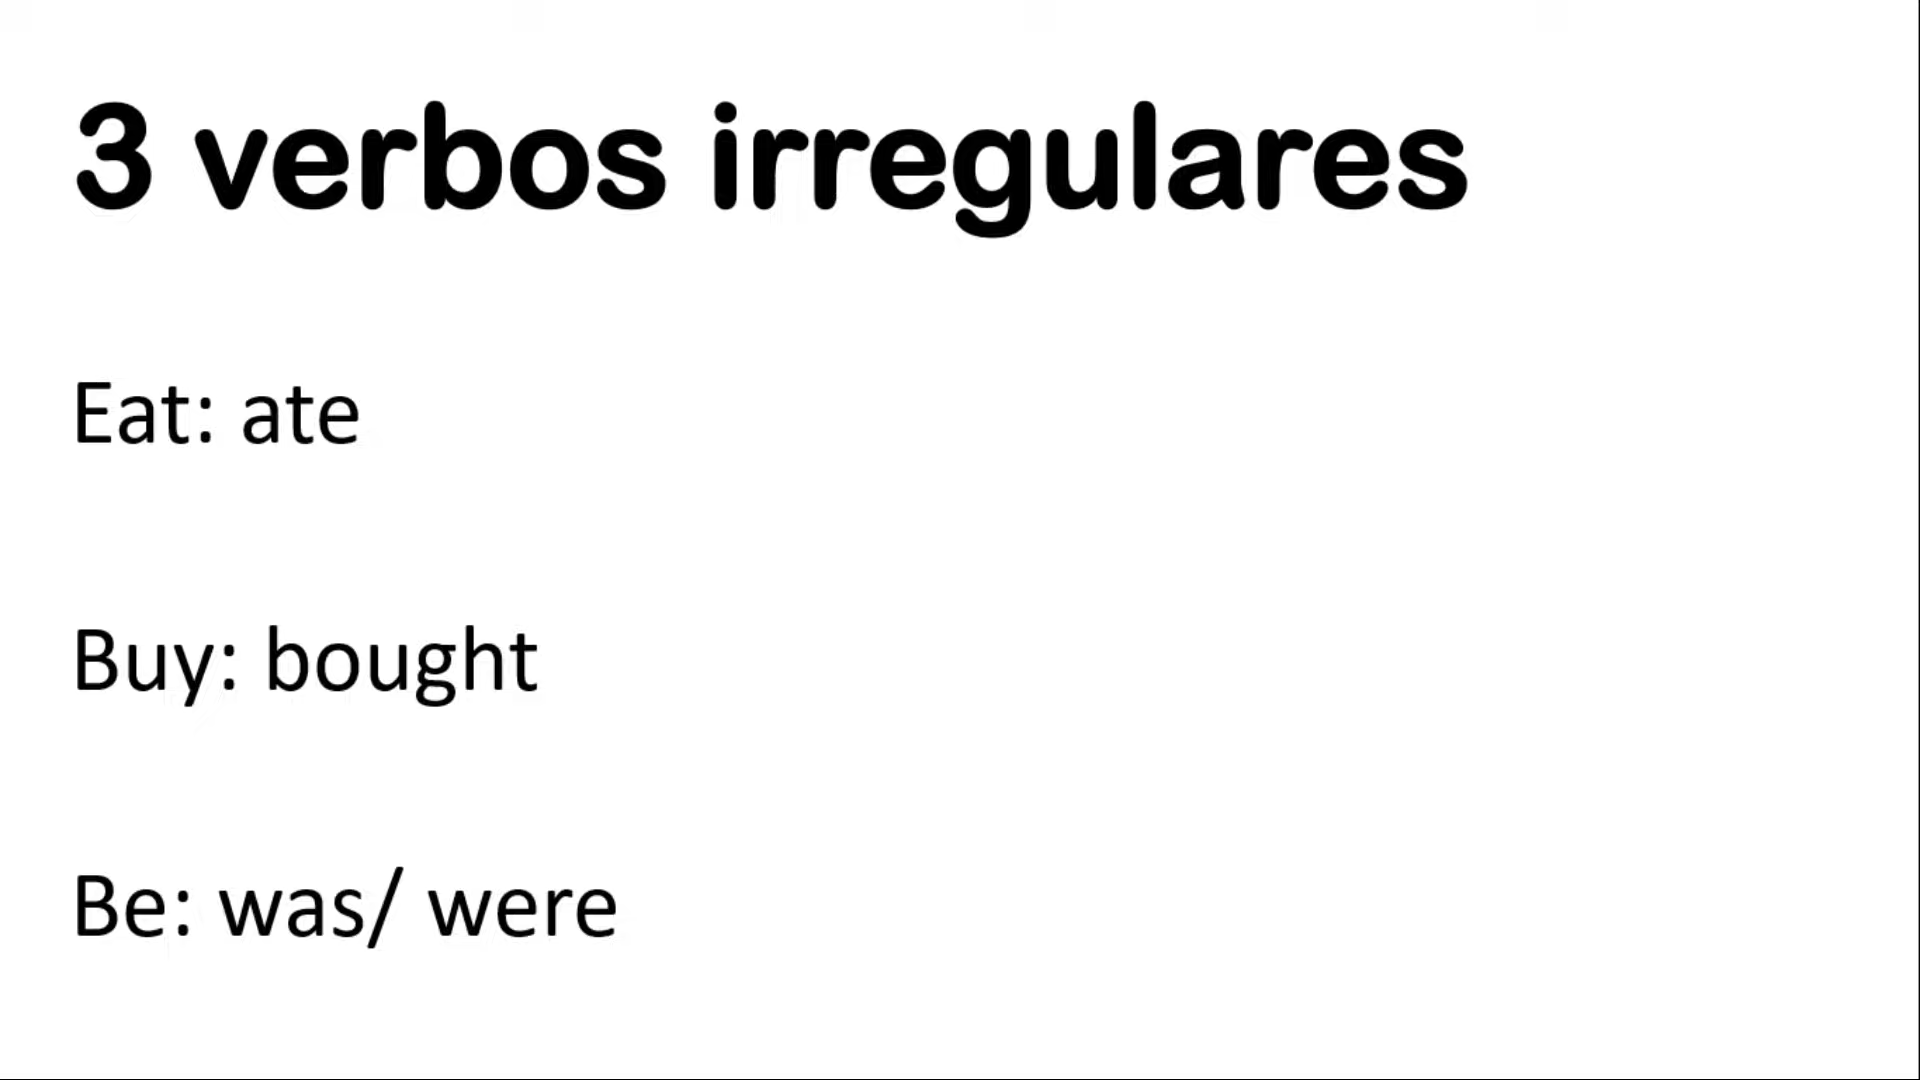 3 verbos irregulares
Eat: ate
Buy: bought
Be: was/ were